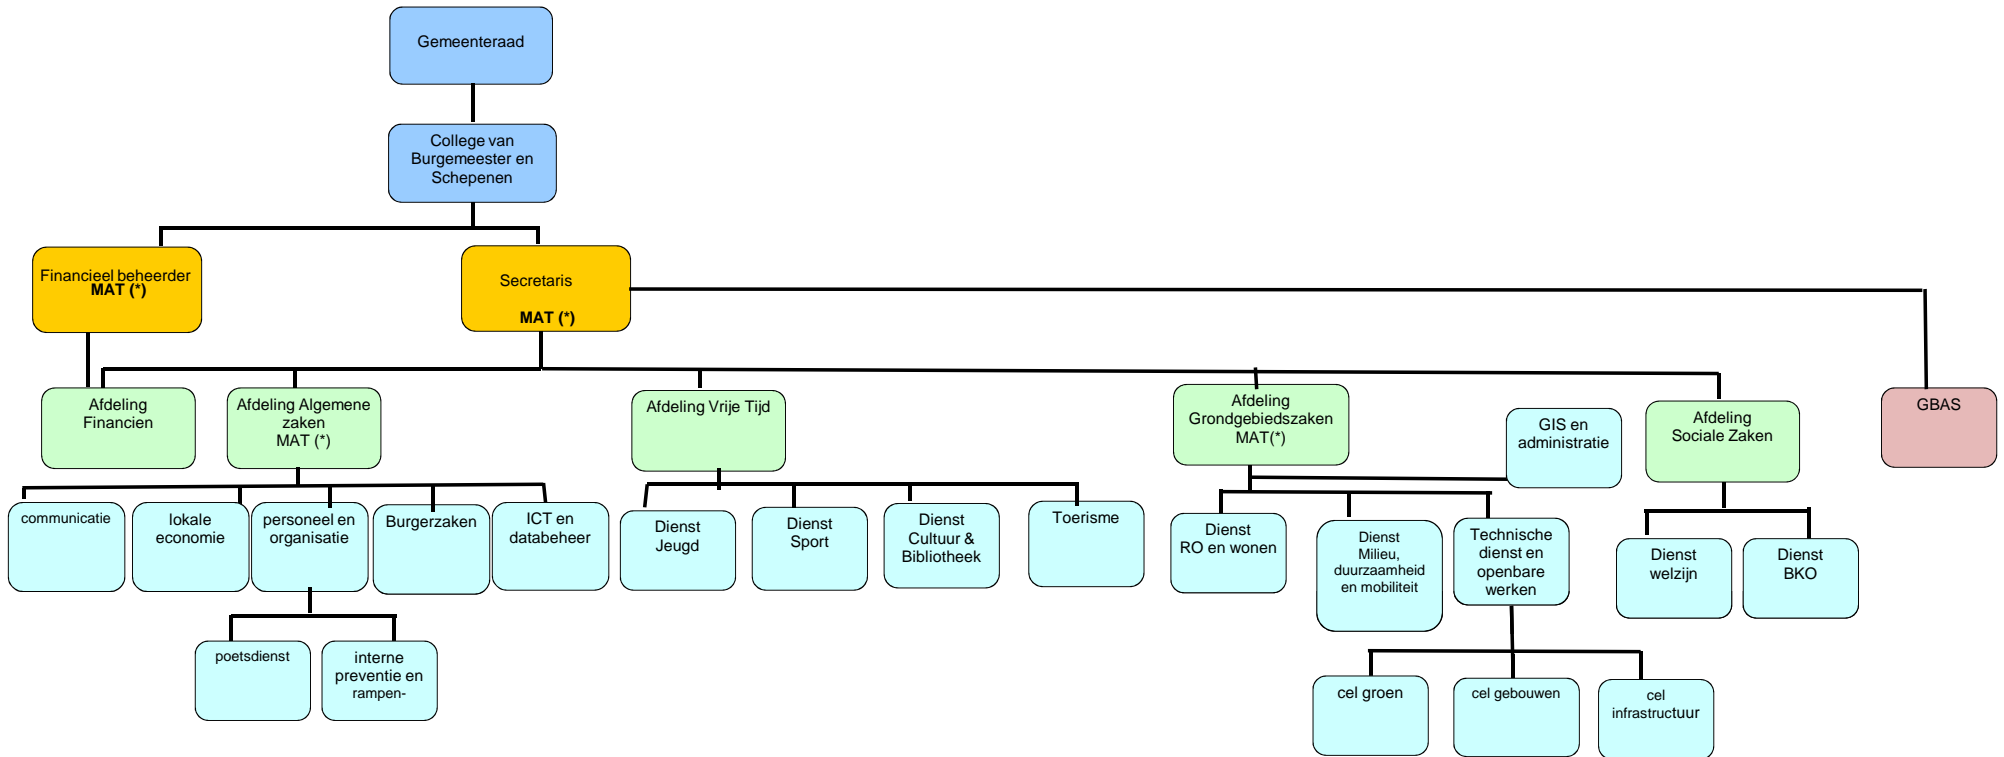 Gemeenteraad
College van
Burgemeester en
Schepenen
Financieel beheerder
MAT (*)
Secretaris
MAT (*)
Afdeling
Financien
Afdeling Algemene
zaken
MAT (*)
Afdeling Vrije Tijd
Afdeling
Grondgebiedszaken
MAT(*)
GIS en
administratie
Afdeling
Sociale Zaken
GBAS
communicatie
lokale
economie
personeel en
organisatie
Burgerzaken
ICT en
databeheer
Dienst
Jeugd
Dienst
Sport
Dienst
Cultuur &
Bibliotheek
Toerisme
Dienst
RO en wonen
Dienst
Milieu,
duurzaamheid
en mobiliteit
Technische
dienst en
openbare
werken
Dienst
welzijn
Dienst
BKO
poetsdienst
interne
preventie en
rampen-
cel groen
cel gebouwen
cel
infrastructuur